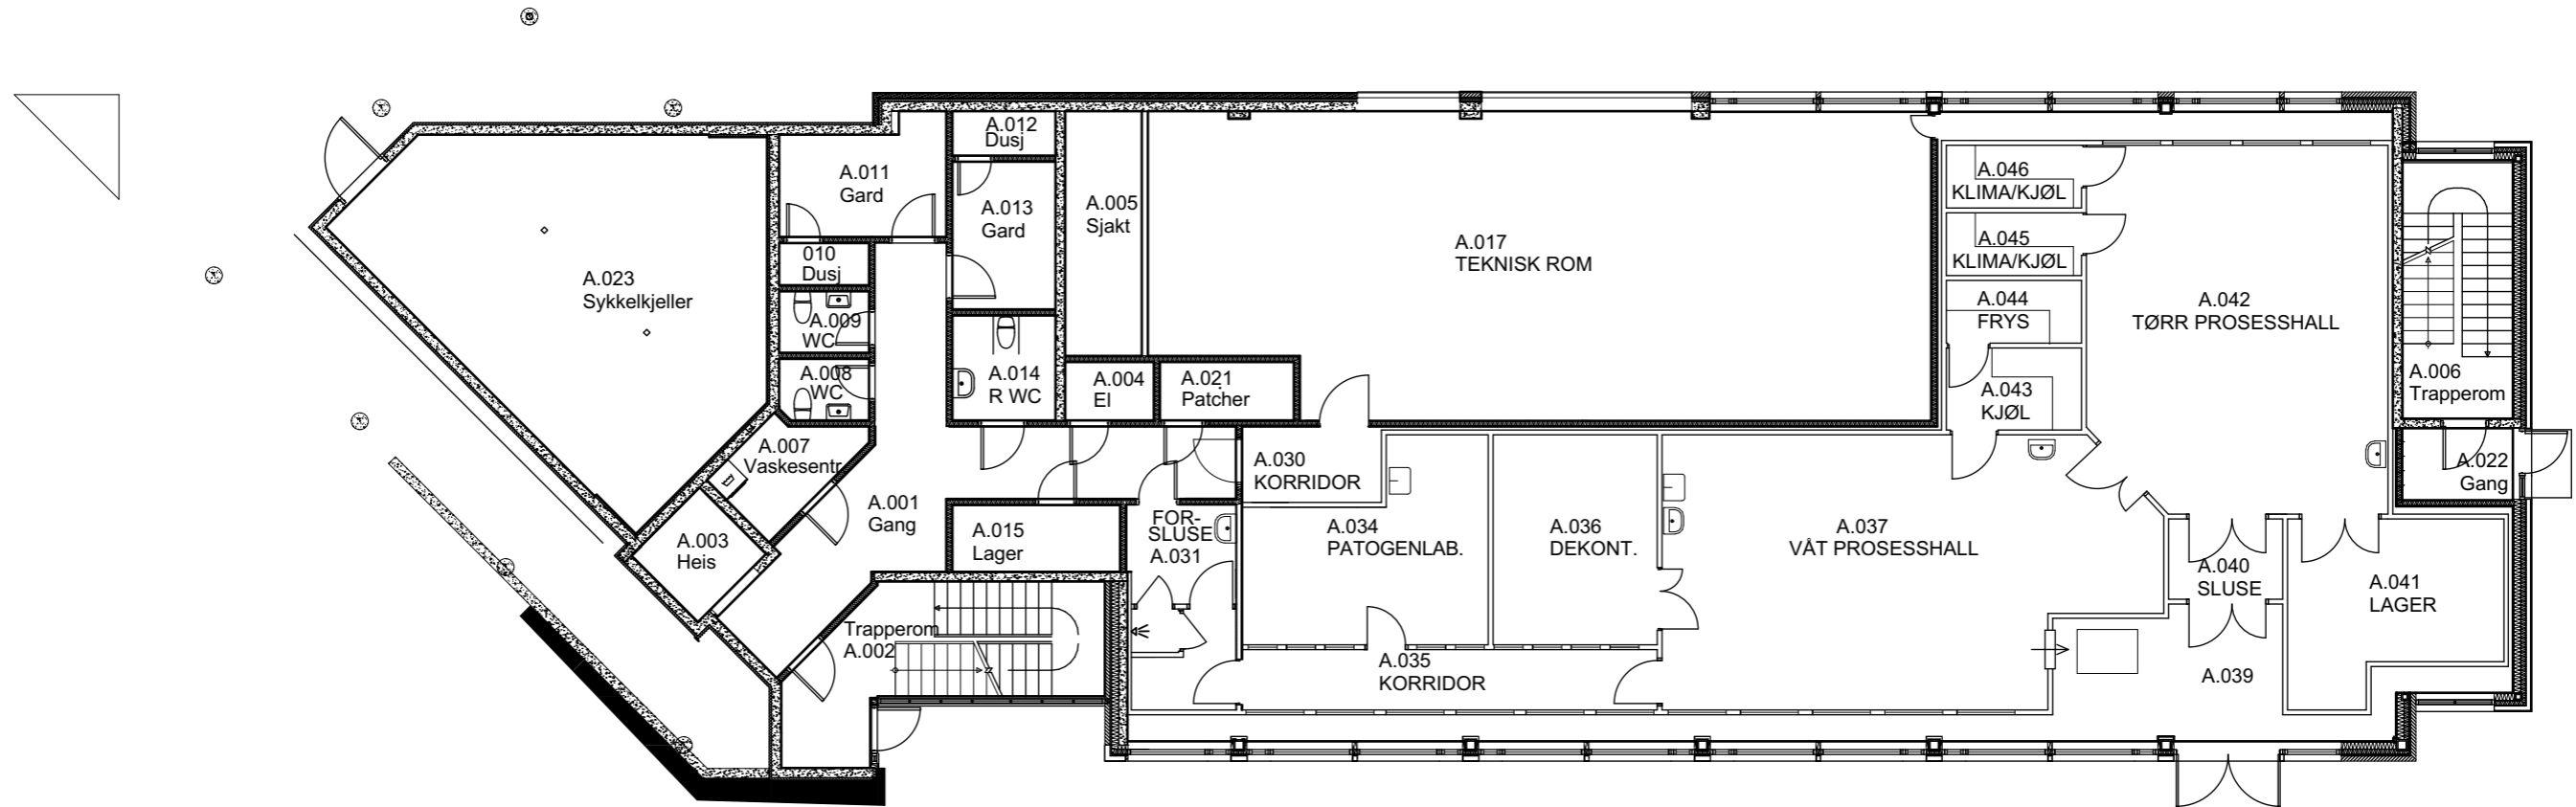 A.023
Sykkelkjeller
A.011
Gard
A.012
Dusj
A.013
Gard
010
Dusj
A.009
WC
A.008
WC
A.014
R WC
A.007
Vaskesentr.
A.003
Heis
A.001
Gang
Trapperom
A.002
A.015
Lager
A.005
Sjakt
A.004
El
A.021
Patcher
A.017
TEKNISK ROM
A.030
KORRIDOR
FOR-
SLUSE
A.031
A.034
PATOGENLAB.
A.036
DEKONT.
A.035
KORRIDOR
A.037
VÅT PROSESSHALL
A.046
KLIMA/KJØL
A.045
KLIMA/KJØL
A.044
FRYS
A.043
KJØL
A.042
TØRR PROSESSHALL
A.040
SLUSE
A.039
A.041
LAGER
A.006
Trapperom
A.022
Gang